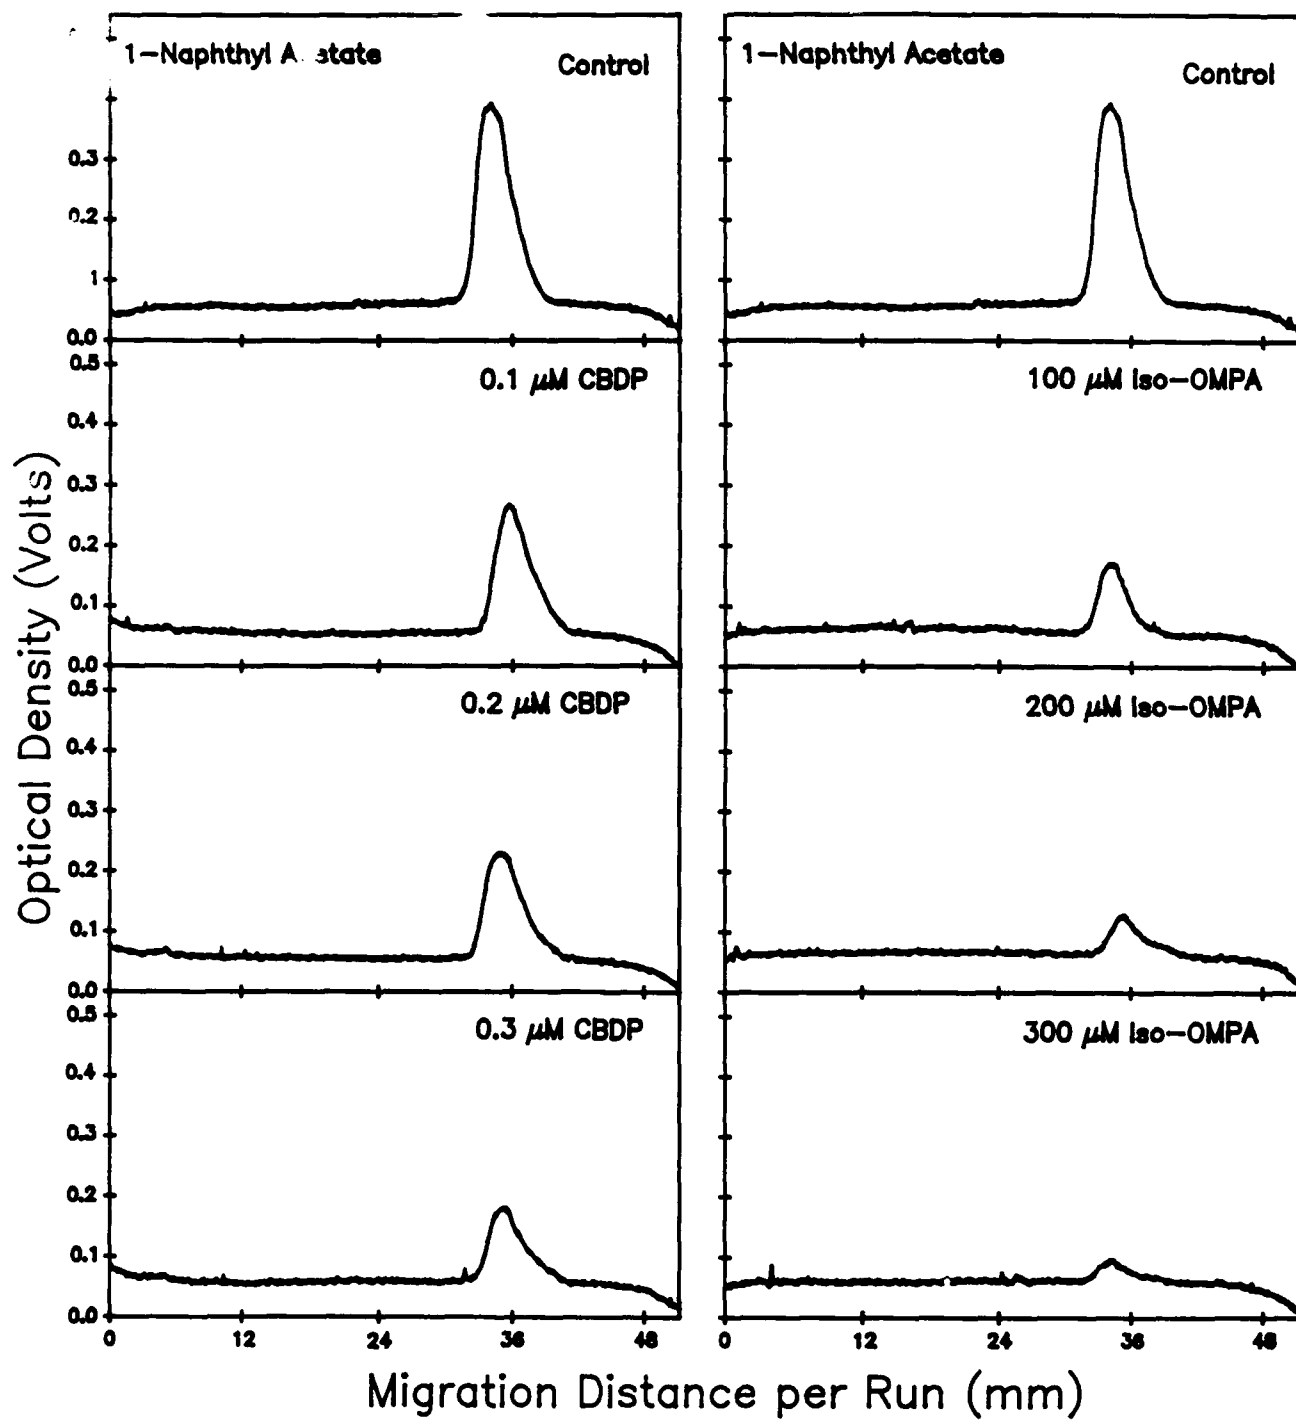 1-Naphthyl A state
Control
1-Naphthyl Acetate
Control
0.3
0.2
1
0.0
0.1 μM CBDP
100 μM Iso-OMPA
0.5
0.4
0.3
0.2
0.1
0.0
0.2 μM CBDP
200 μM Iso-OMPA
0.5
0.4
0.3
0.2
0.1
0.0
0.3 μM CBDP
300 μM Iso-OMPA
0.5
0.4
0.3
0.2
0.1
0.0
0 12 24 36 48
0 12 24 36 48
Optical Density (Volts)
Migration Distance per Run (mm)